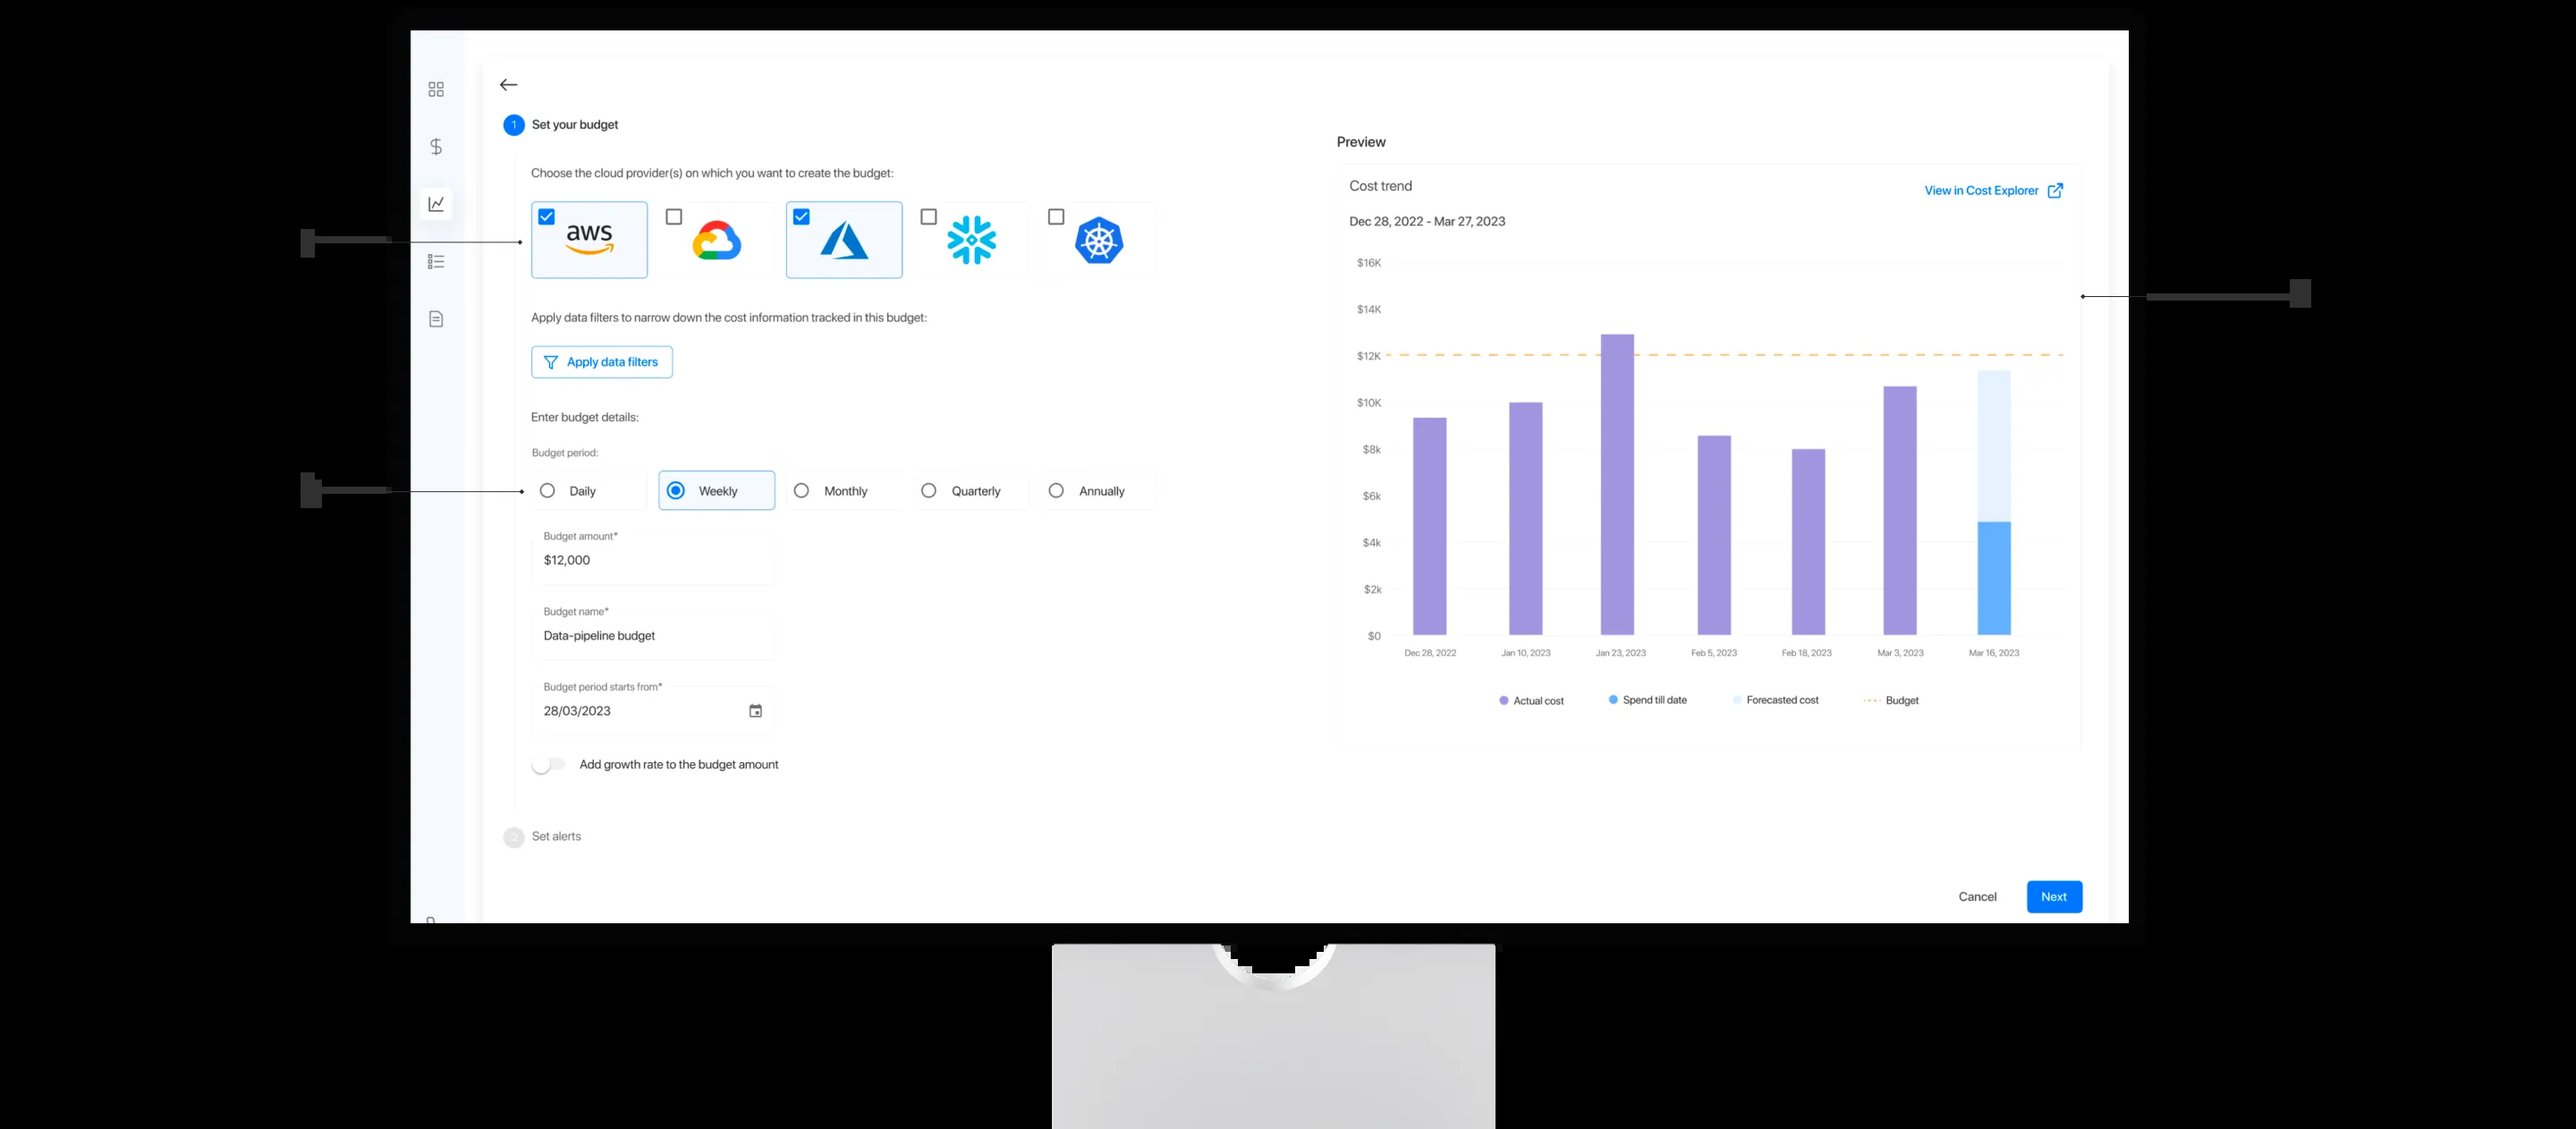 1 Set your budget
Choose the cloud provider(s) on which you want to create the budget:
aws
Apply data filters to narrow down the cost information tracked in this budget:
Apply data filters
Enter budget details:
Budget period:
Daily
Weekly
Monthly
Quarterly
Annually
Budget amount*
$12,000
Budget name*
Data-pipeline budget
Budget period starts from*
28/03/2023
Add growth rate to the budget amount
2 Set alerts
Preview
Cost trend
View in Cost Explorer
Dec 28, 2022 - Mar 27, 2023
$16K
$14K
$12K
$10K
$8k
$6k
$4k
$2k
$0
Dec 28, 2022
Jan 10, 2023
Jan 23, 2023
Feb 5, 2023
Feb 18, 2023
Mar 3, 2023
Mar 16, 2023
Actual cost
Spend till date
Forecasted cost
Budget
Cancel
Next